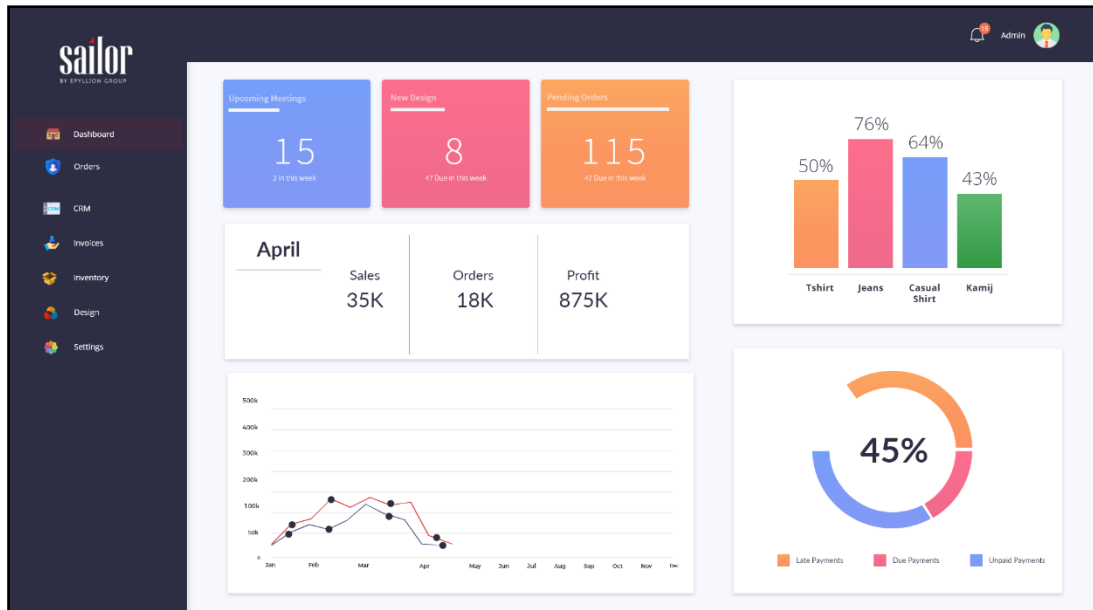 sailor
BY EPYLLION GROUP
15
Admin
Dashboard
Orders
CRM
Invoices
Inventory
Design
Settings
Upcoming Meetings
15
2 in this week
New Design
8
47 Due in this week
Pending Orders
115
47 Due in this week
April
Sales
35K
Orders
18K
Profit
875K
500k
400k
300k
200k
100k
50k
0
Jan Feb Mar Apr May Jun Jul Aug Sep Oct Nov Dec
50%
76%
64%
43%
Tshirt
Jeans
Casual
Shirt
Kamij
45%
Late Payments
Due Payments
Unpaid Payments